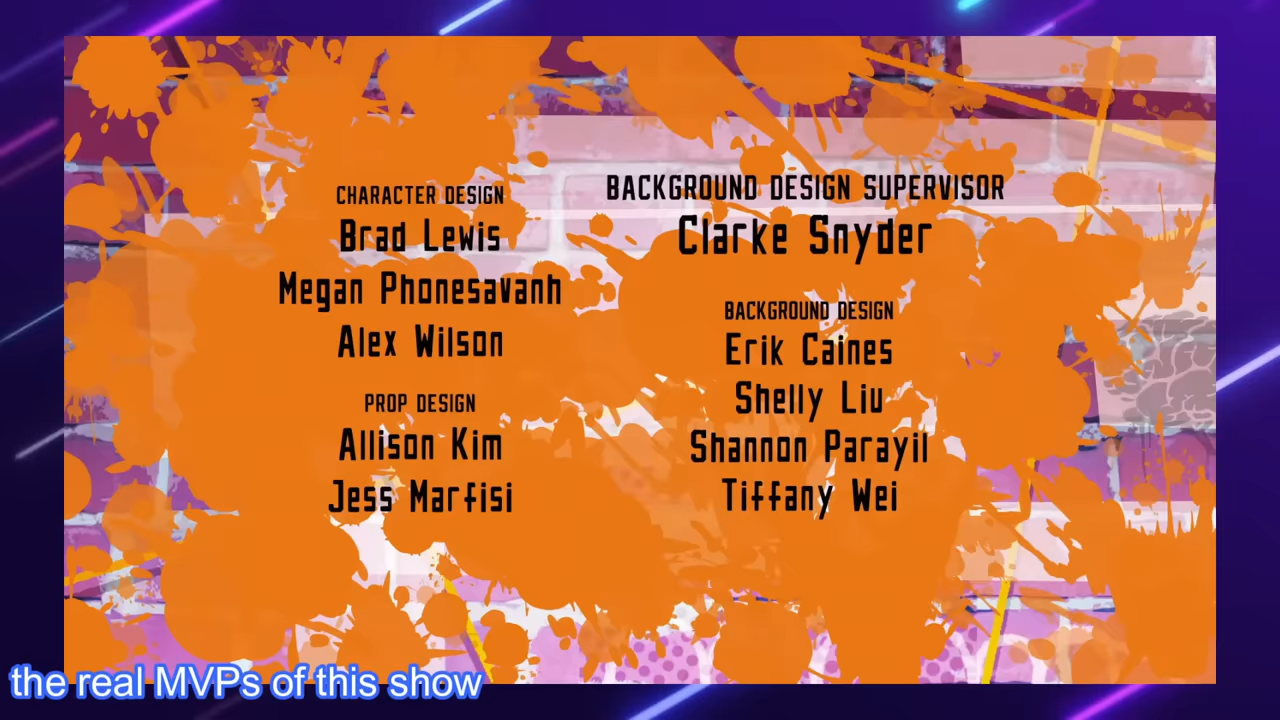 CHARACTER DESIGN
Brad Lewis
Megan Phonesavanh
Alex Wilson
PROP DESIGN
Allison Kim
Jess Marfisi
BACKGROUND DESIGN SUPERVISOR
Clarke Snyder
BACKGROUND DESIGN
Erik Caines
Shelly Liu
Shannon Parayil
Tiffany Wei
the real MVPs of this show